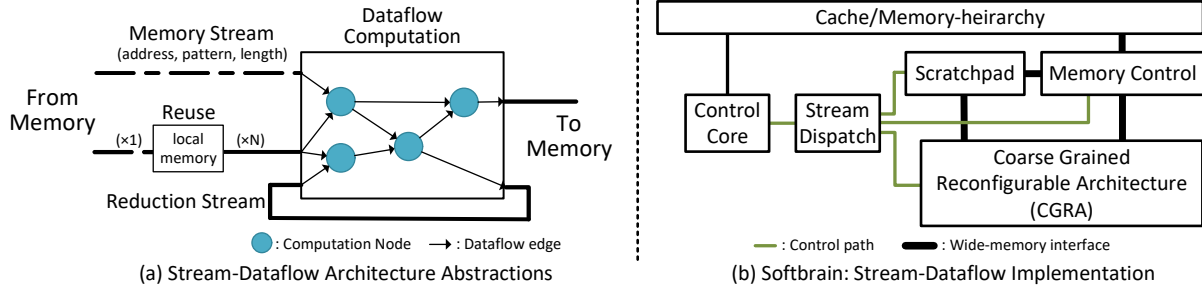 Memory Stream
(address, pattern, length)
Dataflow
Computation
From
Memory
Reuse
(×1)
local
memory
(×N)
To
Memory
Reduction Stream
: Computation Node
: Dataflow edge
(a) Stream-Dataflow Architecture Abstractions
Cache/Memory-heirarchy
Scratchpad
Memory Control
Control
Core
Stream
Dispatch
Coarse Grained
Reconfigurable Architecture
(CGRA)
: Control path
: Wide-memory interface
(b) Softbrain: Stream-Dataflow Implementation